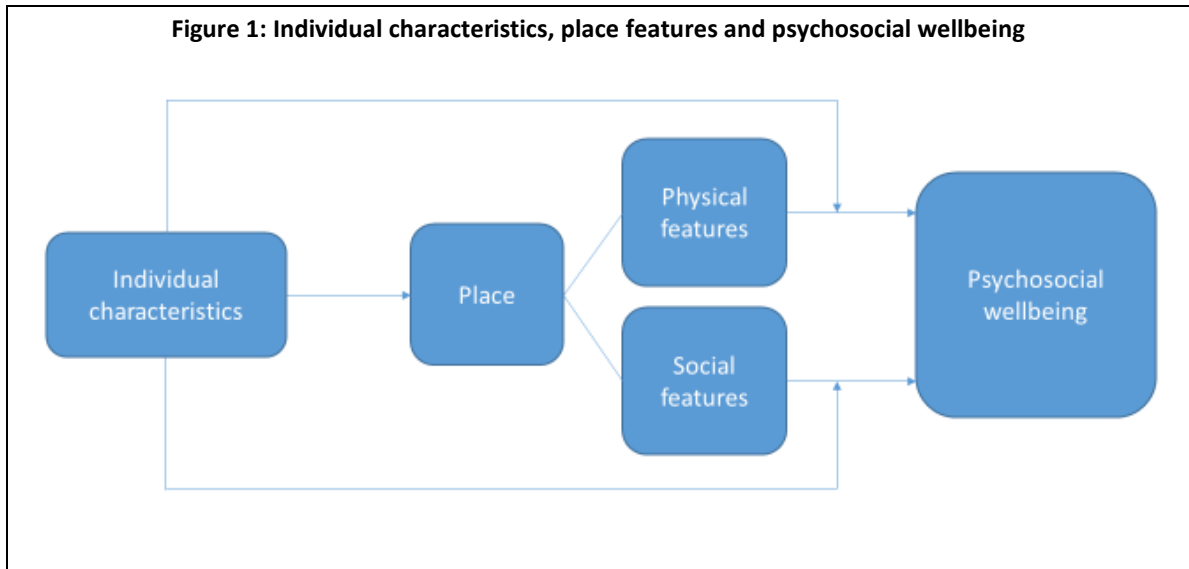 Figure 1: Individual characteristics, place features and psychosocial wellbeing
Individual
characteristics
Place
Physical
features
Social
features
Psychosocial
wellbeing